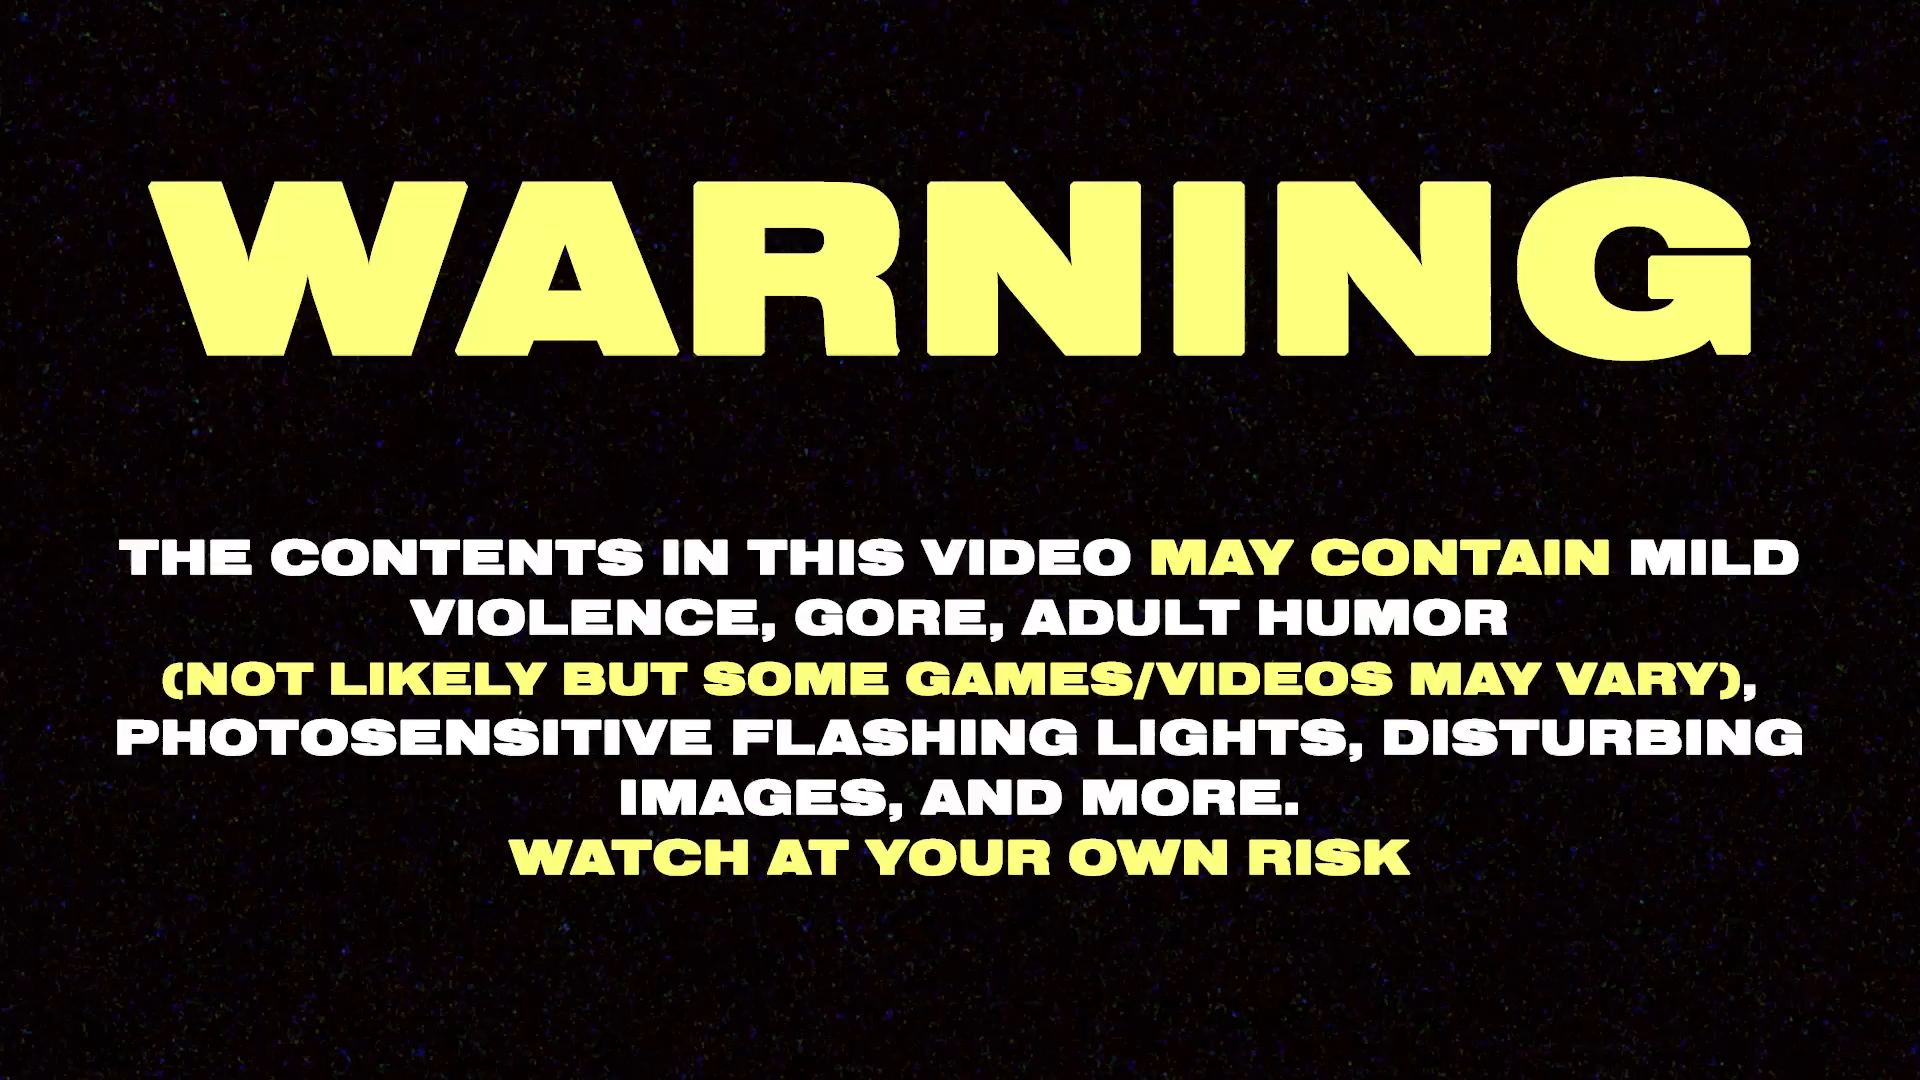 WARNING
THE CONTENTS IN THIS VIDEO MAY CONTAIN MILD
VIOLENCE, GORE, ADULT HUMOR
(NOT LIKELY BUT SOME GAMES/VIDEOS MAY VARY),
PHOTOSENSITIVE FLASHING LIGHTS, DISTURBING
IMAGES, AND MORE.
WATCH AT YOUR OWN RISK